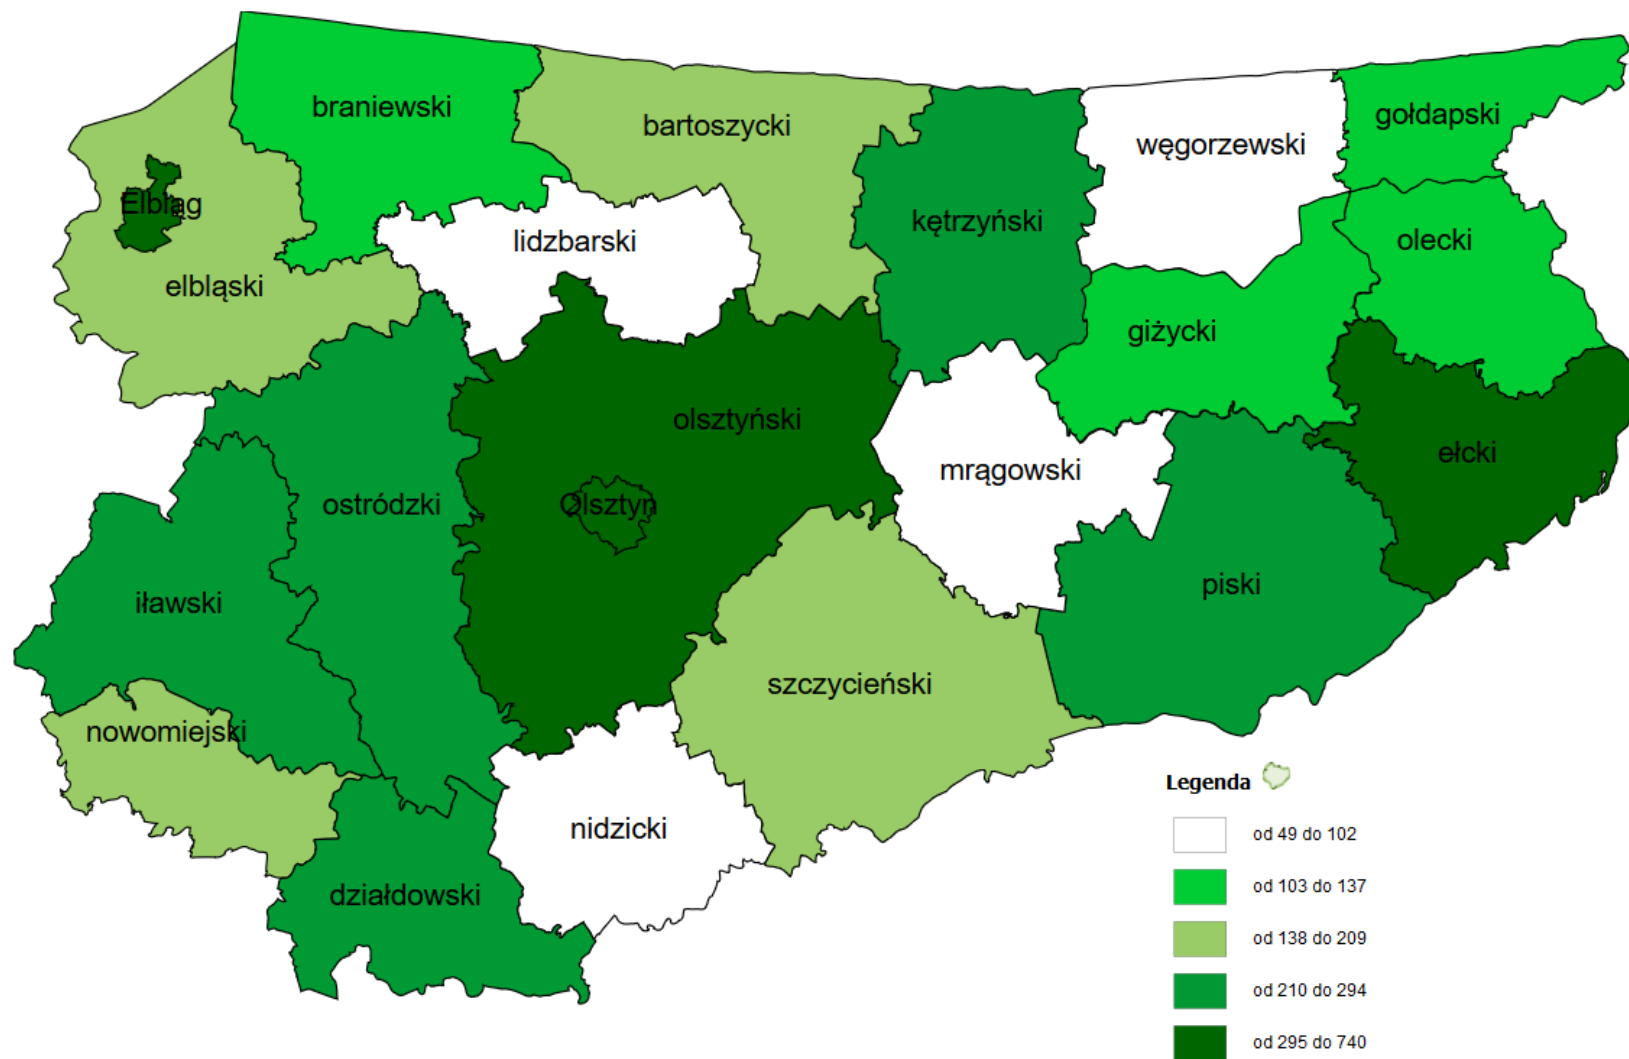 braniewski
bartoszycki
gołdapski
węgorzewski
Elbląg
kętrzyński
lidzbarski
olecki
elbląski
giżycki
olsztyński
ełcki
mrągowski
ostródzki
Olsztyn
piski
iławski
szczycieński
nowomiejski
nidzicki
działdowski
Legenda
od 49 do 102
od 103 do 137
od 138 do 209
od 210 do 294
od 295 do 740